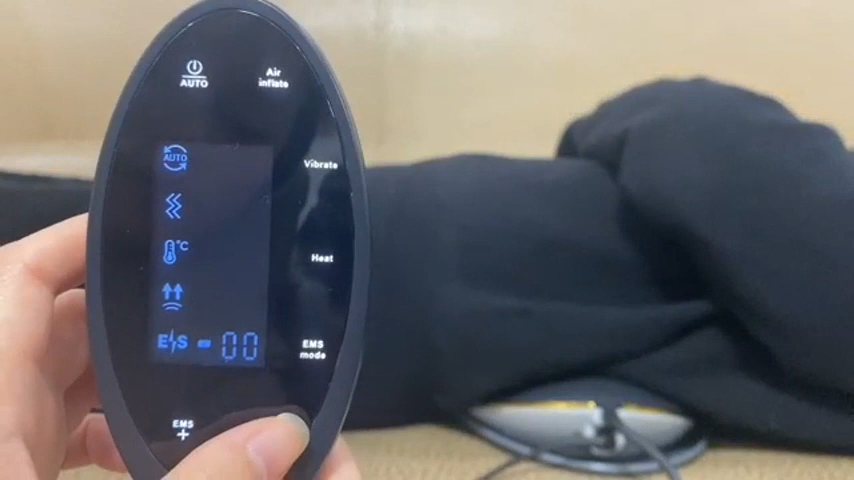 AUTO
Air
inflate
AUTO
Vibrate
°C
Heat
E S - 00
EMS
mode
EMS
+